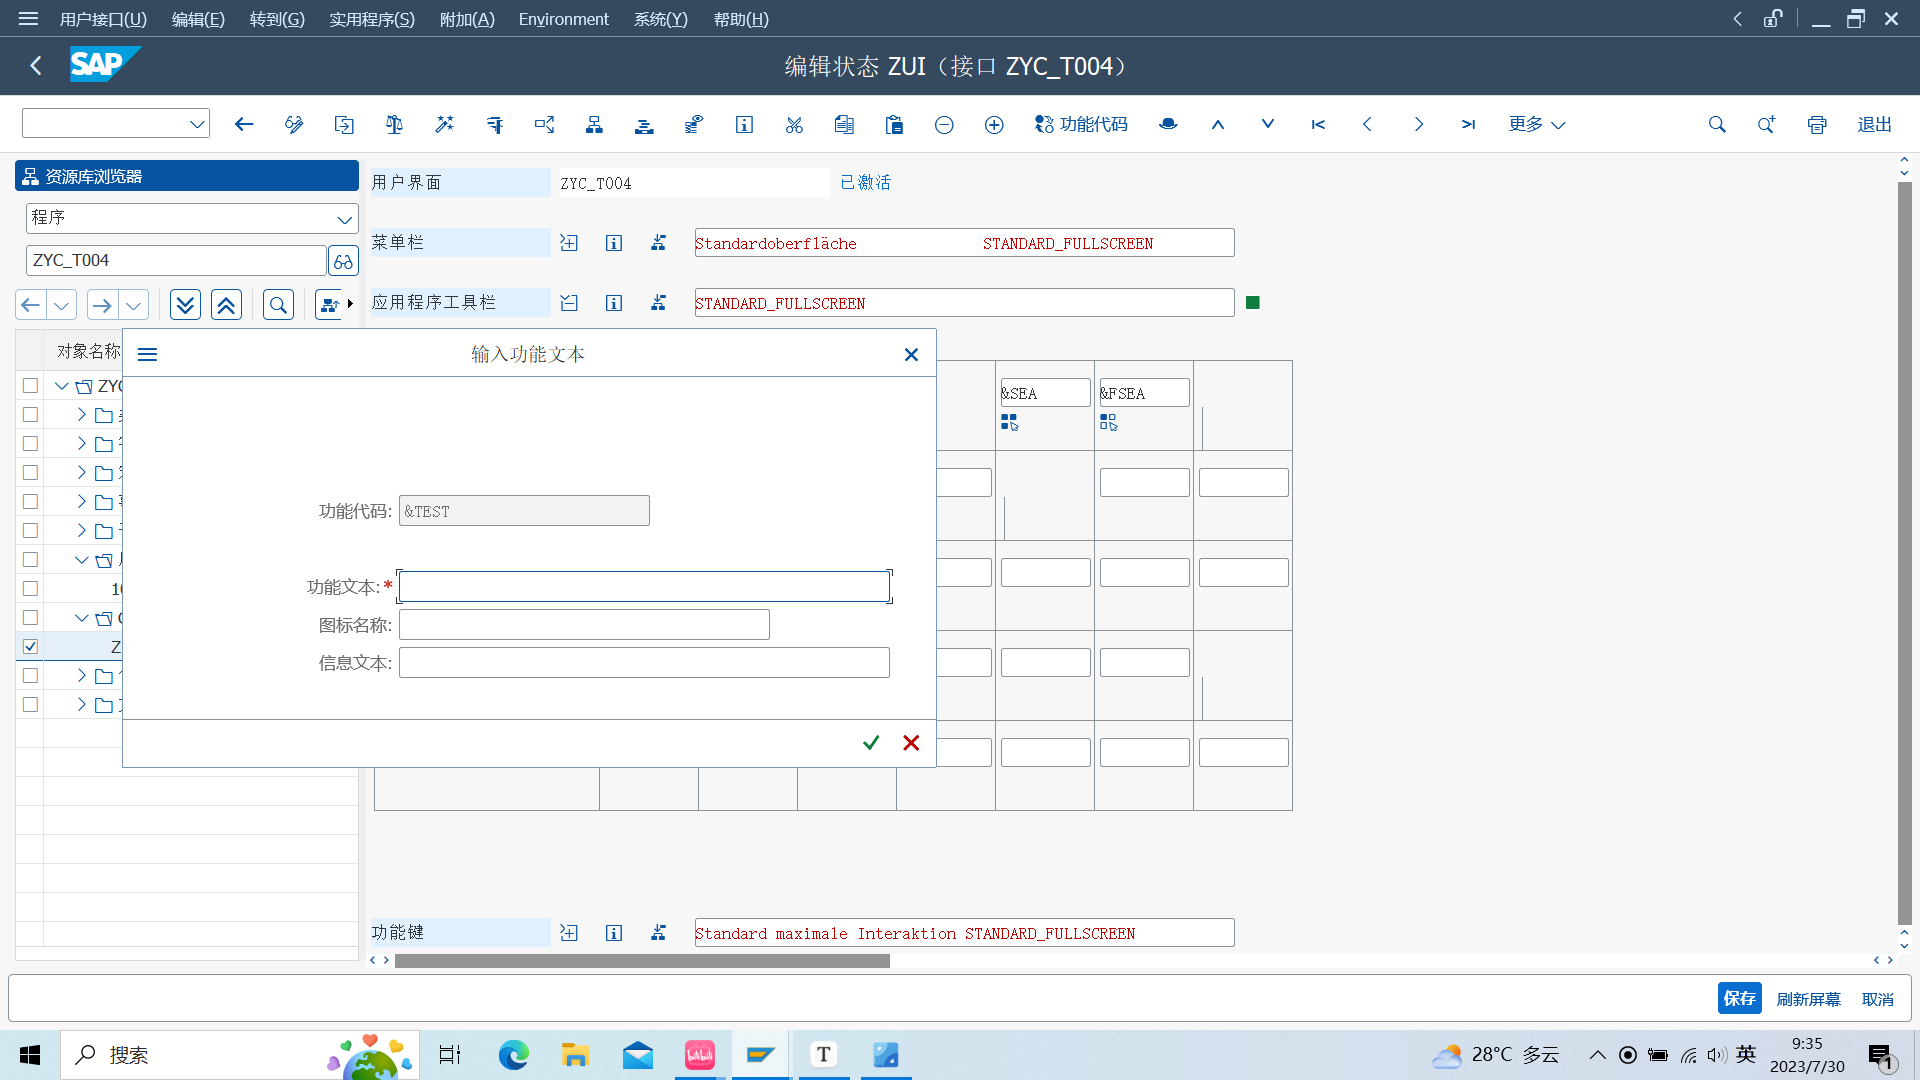 用户接口(U) 编辑(E) 转到(G) 实用程序(S) 附加(A) Environment 系统(Y) 帮助(H)
SAP 编辑状态 ZUI（接口 ZYC_T004）
功能代码 更多 退出
资源库浏览器
程序
ZYC_T004
对象名称
用户界面 ZYC_T004 已激活
菜单栏 Standardoberfläche STANDARD_FULLSCREEN
应用程序工具栏 STANDARD_FULLSCREEN
&SEA &FSEA
输入功能文本
功能代码: &TEST
功能文本:*
图标名称:
信息文本:
功能键 Standard maximale Interaktion STANDARD_FULLSCREEN
保存 刷新屏幕 取消
搜索
bilibili
T
28°C 多云
英
9:35
2023/7/30
1